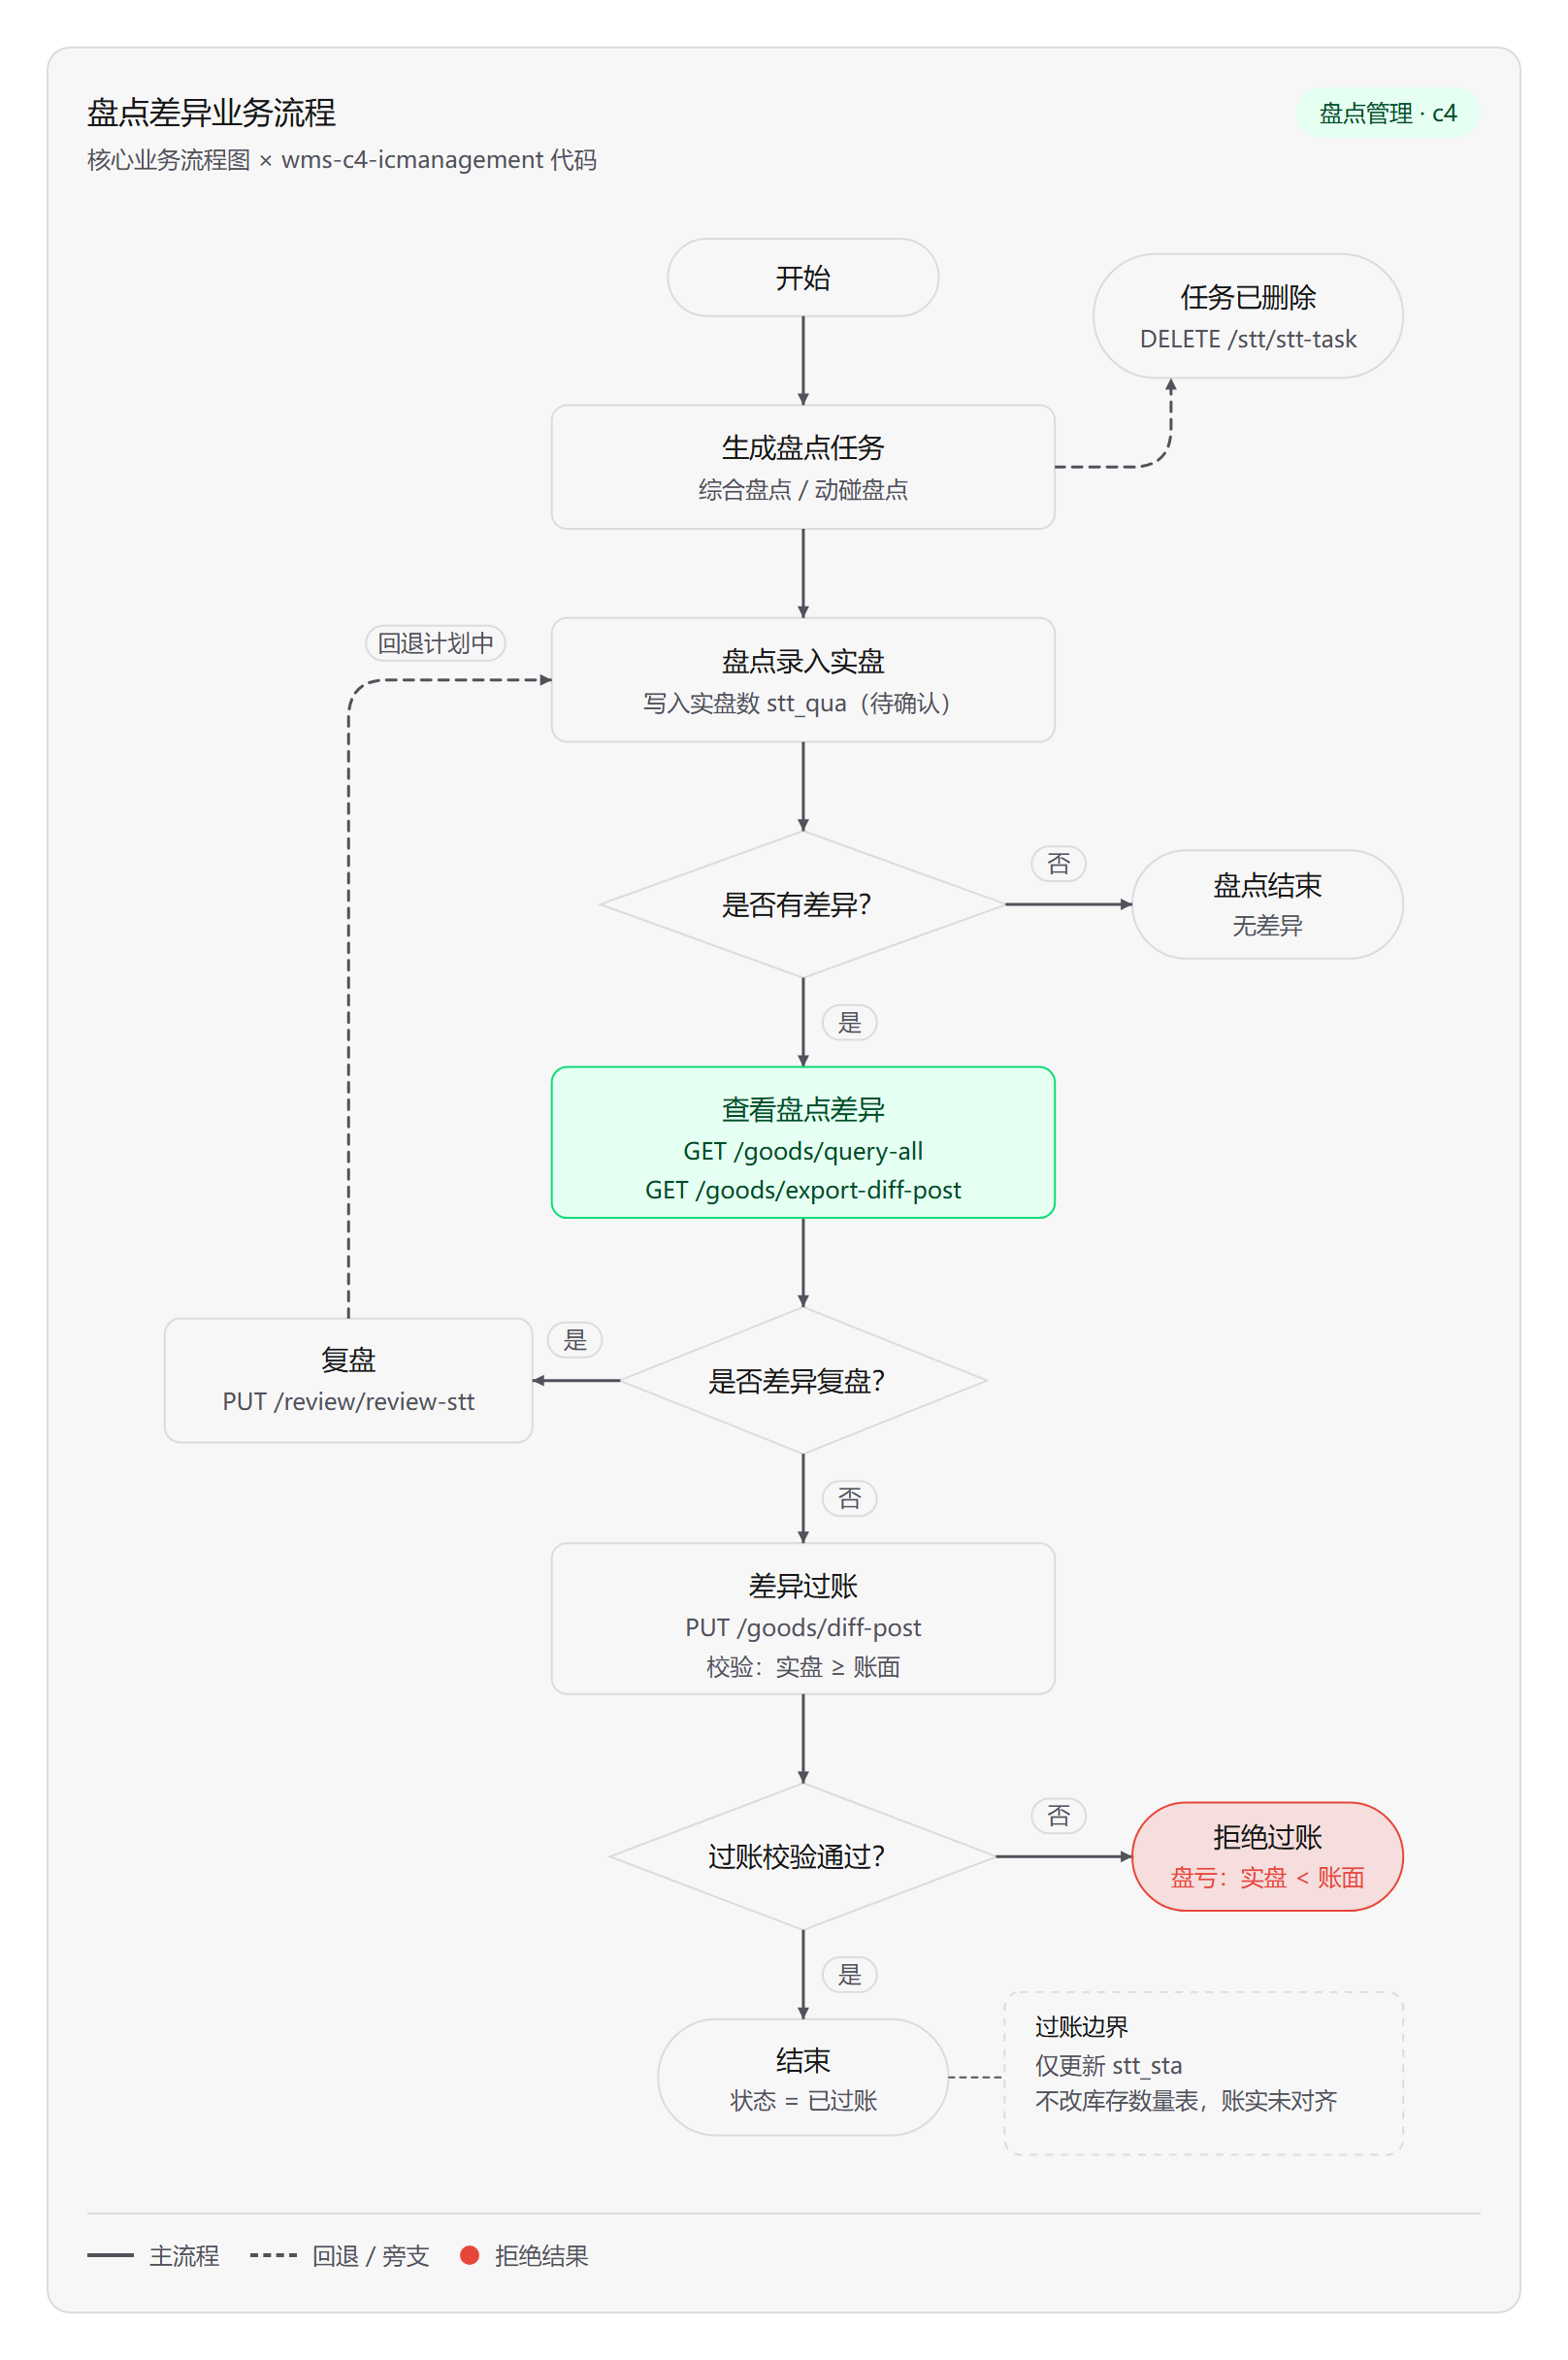 盘点差异业务流程
盘点管理 · c4
核心业务流程图 × wms-c4-icmanagement 代码
开始
任务已删除
DELETE /stt/stt-task
生成盘点任务
综合盘点 / 动碰盘点
回退计划中
盘点录入实盘
写入实盘数 stt_qua（待确认）
是否有差异？
否
盘点结束
无差异
是
查看盘点差异
GET /goods/query-all
GET /goods/export-diff-post
复盘
PUT /review/review-stt
是
是否差异复盘？
否
差异过账
PUT /goods/diff-post
校验：实盘 ≥ 账面
过账校验通过？
否
拒绝过账
盘亏：实盘 < 账面
是
结束
状态 = 已过账
过账边界
仅更新 stt_sta
不改库存数量表，账实未对齐
主流程
回退 / 旁支
拒绝结果